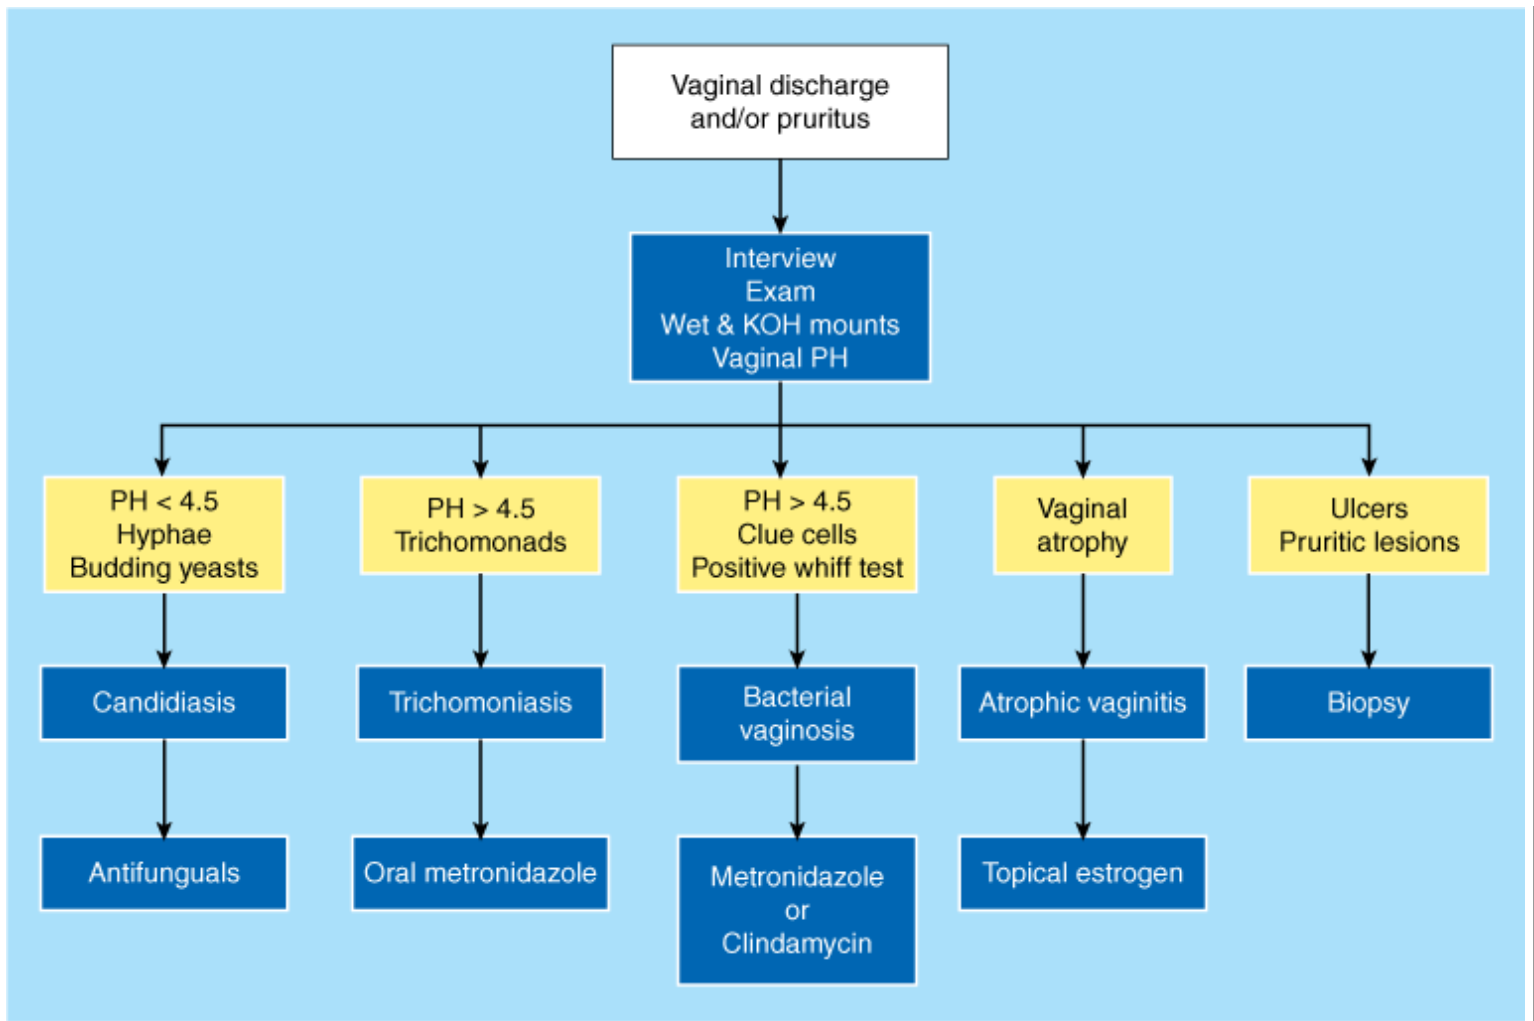 Vaginal discharge
and/or pruritus
Interview
Exam
Wet & KOH mounts
Vaginal PH
PH < 4.5
Hyphae
Budding yeasts
PH > 4.5
Trichomonads
PH > 4.5
Clue cells
Positive whiff test
Vaginal
atrophy
Ulcers
Pruritic lesions
Candidiasis
Trichomoniasis
Bacterial
vaginosis
Atrophic vaginitis
Biopsy
Antifunguals
Oral metronidazole
Metronidazole
or
Clindamycin
Topical estrogen